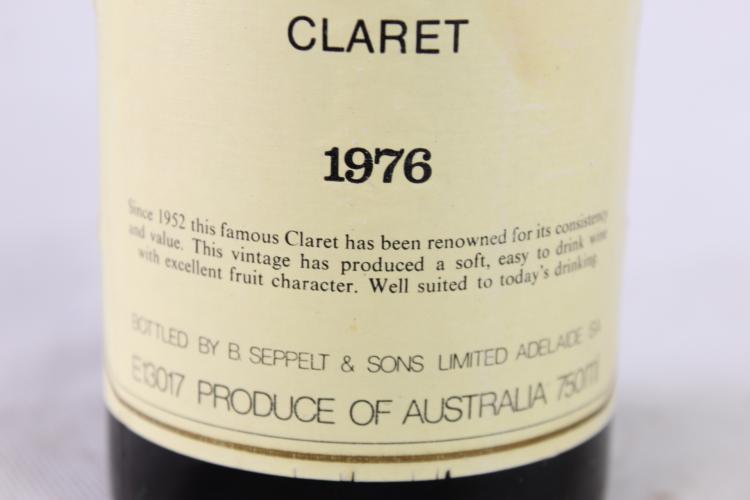 CLARET
1976
Since 1952 this famous Claret has been renowned for its consistency
and value. This vintage has produced a soft, easy to drink wine
with excellent fruit character. Well suited to today's drinking.
BOTTLED BY B. SEPPELT & SONS LIMITED ADELAIDE SA
E13017 PRODUCE OF AUSTRALIA 750ml